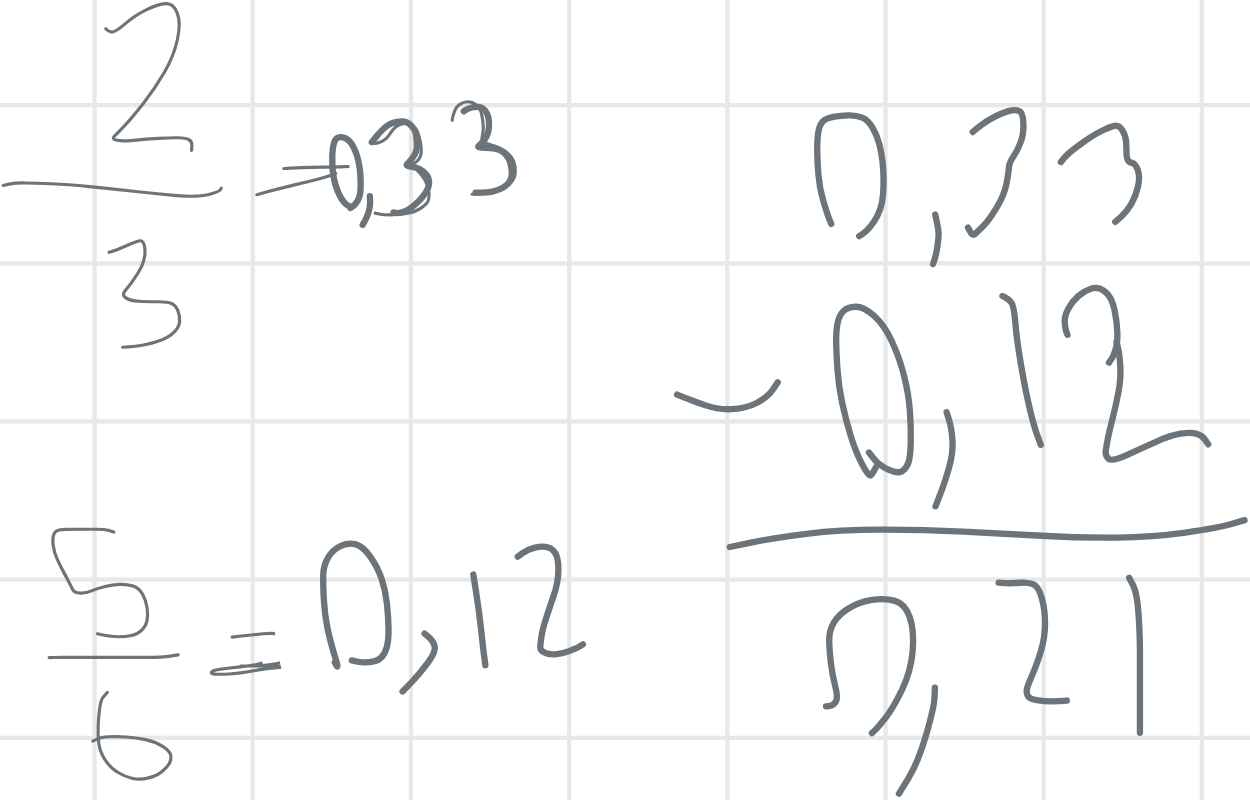 2/3 = 0,33
5/6 = 0,12
0,33
- 0,12
0,21